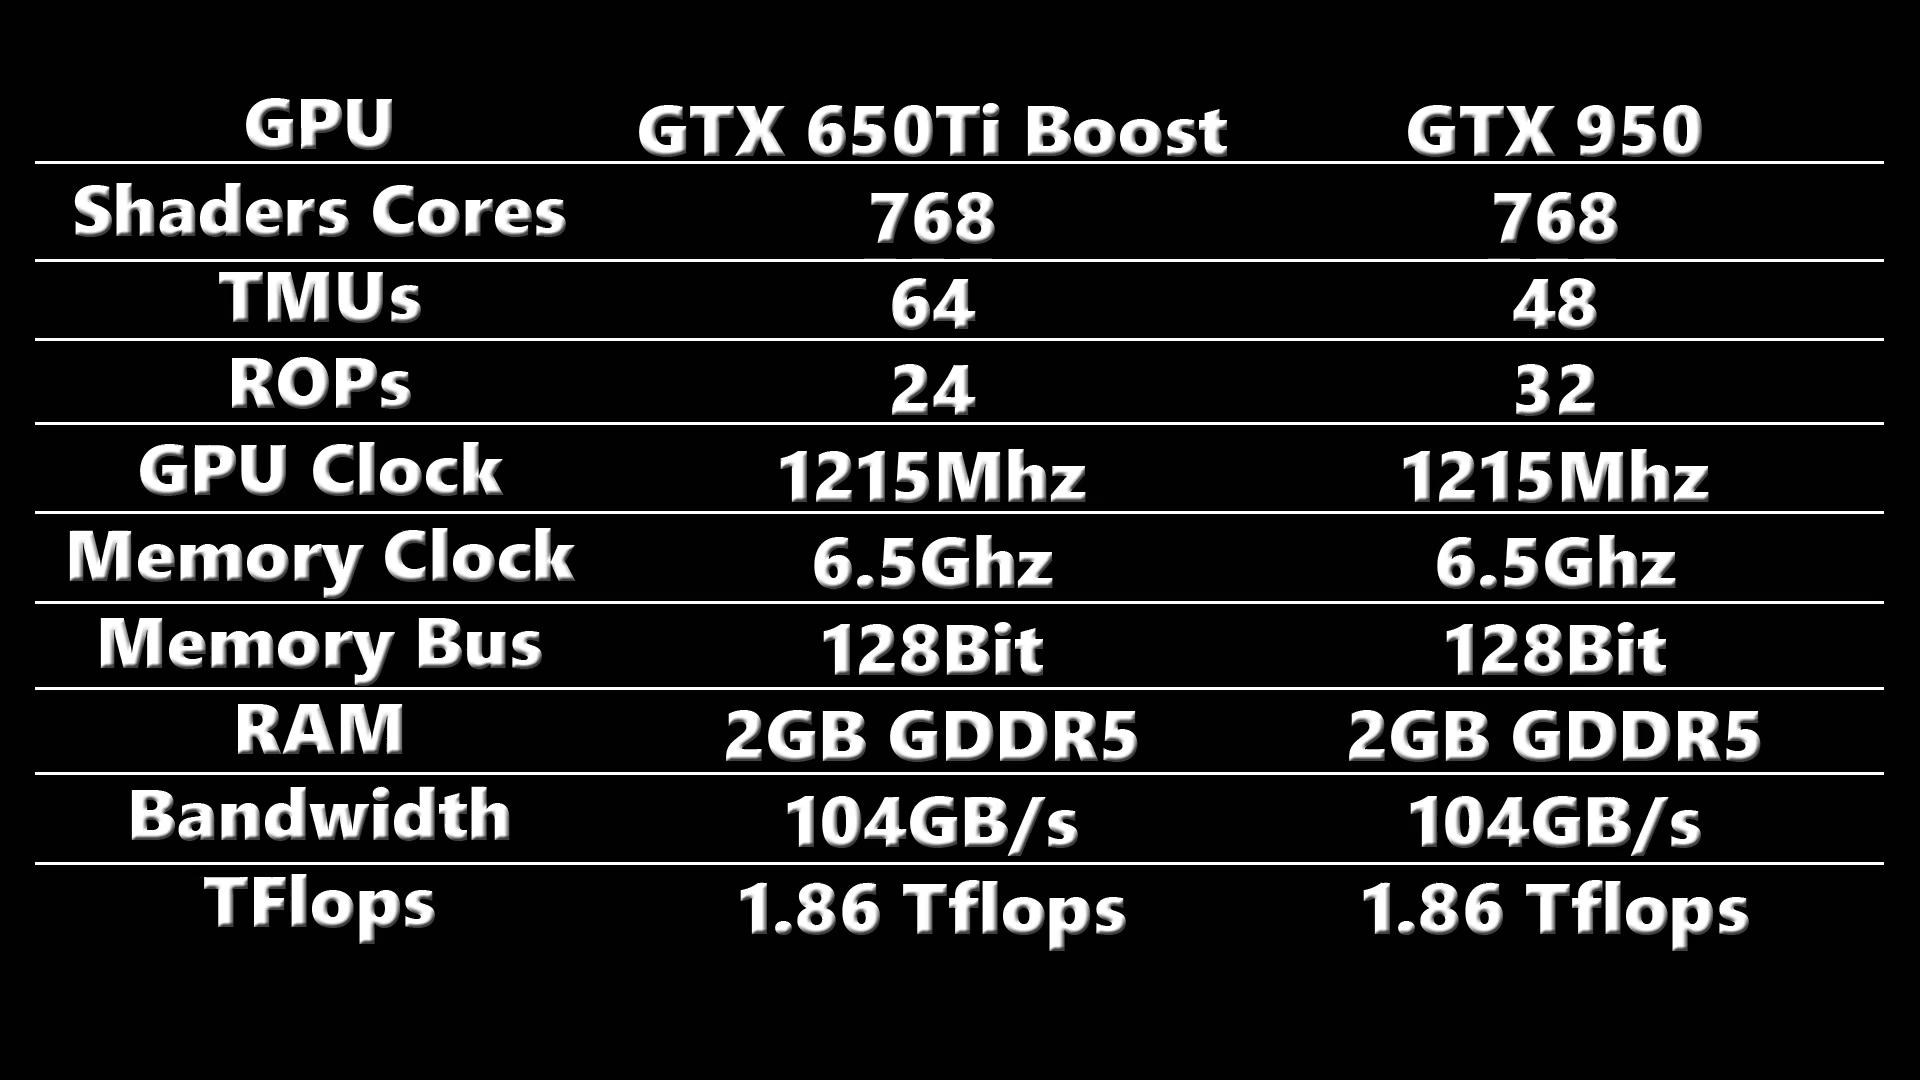 GPU GTX 650Ti Boost GTX 950
Shaders Cores 768 768
TMUs 64 48
ROPs 24 32
GPU Clock 1215Mhz 1215Mhz
Memory Clock 6.5Ghz 6.5Ghz
Memory Bus 128Bit 128Bit
RAM 2GB GDDR5 2GB GDDR5
Bandwidth 104GB/s 104GB/s
TFlops 1.86 Tflops 1.86 Tflops